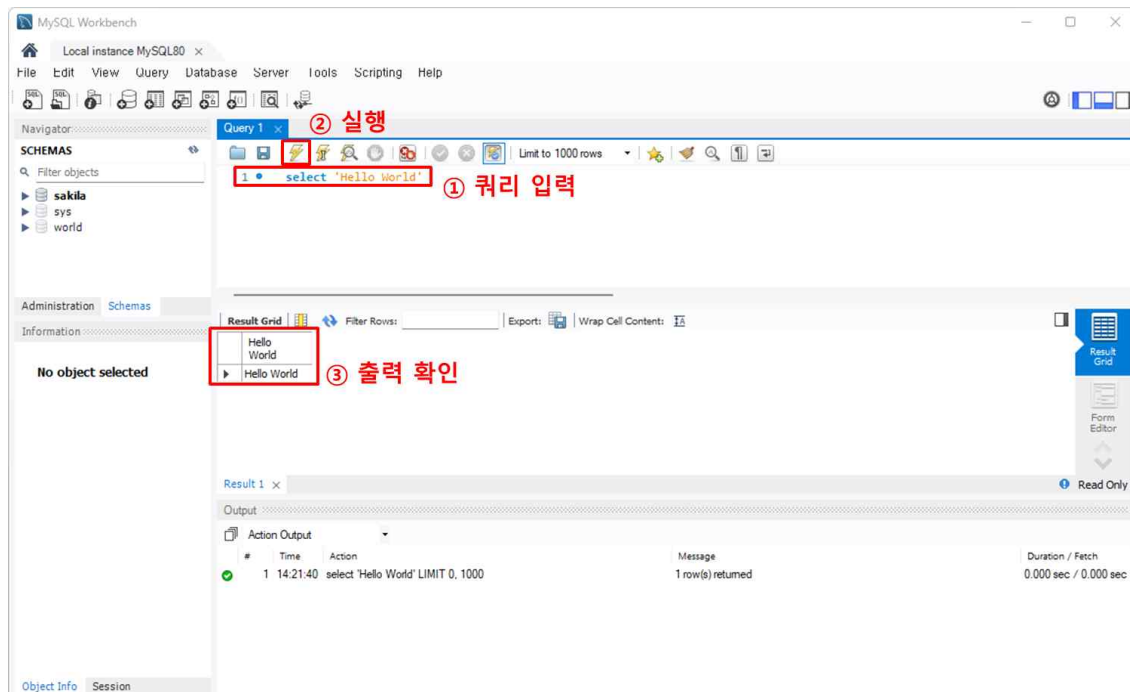 MySQL Workbench
Local instance MySQL80
File Edit View Query Database Server Tools Scripting Help
Navigator
Query 1
② 실행
SCHEMAS
Limit to 1000 rows
Filter objects
1 select 'Hello World'
① 쿼리 입력
sakila
sys
world
Administration Schemas
Information
Result Grid Filter Rows: Export: Wrap Cell Content:
Hello
World
Result
Grid
No object selected
Hello World
③ 출력 확인
Form
Editor
Result 1
Read Only
Output
Action Output
# Time Action Message Duration / Fetch
1 14:21:40 select 'Hello World' LIMIT 0, 1000 1 row(s) returned 0.000 sec / 0.000 sec
Object Info Session